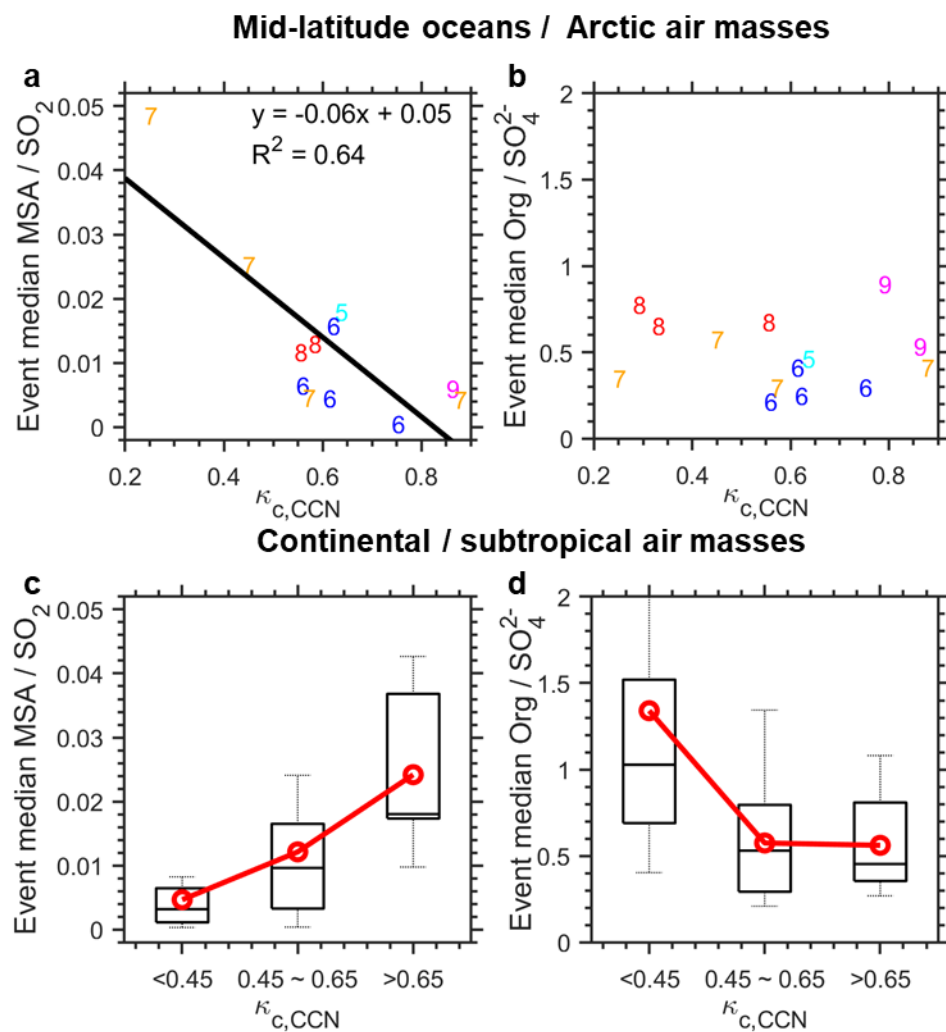 Mid-latitude oceans / Arctic air masses
a
Event median MSA / SO2
0.05
0.04
0.03
0.02
0.01
0
y = -0.06x + 0.05
R² = 0.64
7
7
5
6
8
8
6
7
6
9
7
6
0.2 0.4 0.6 0.8
κc,CCN
b
Event median Org / SO4²⁻
2
1.5
1
0.5
0
9
8
8
8
7
9
5
6
7
7
7
6
6
6
0.2 0.4 0.6 0.8
κc,CCN
Continental / subtropical air masses
c
Event median MSA / SO2
0.05
0.04
0.03
0.02
0.01
0
<0.45 0.45 ~ 0.65 >0.65
κc,CCN
d
Event median Org / SO4²⁻
2
1.5
1
0.5
0
<0.45 0.45 ~ 0.65 >0.65
κc,CCN